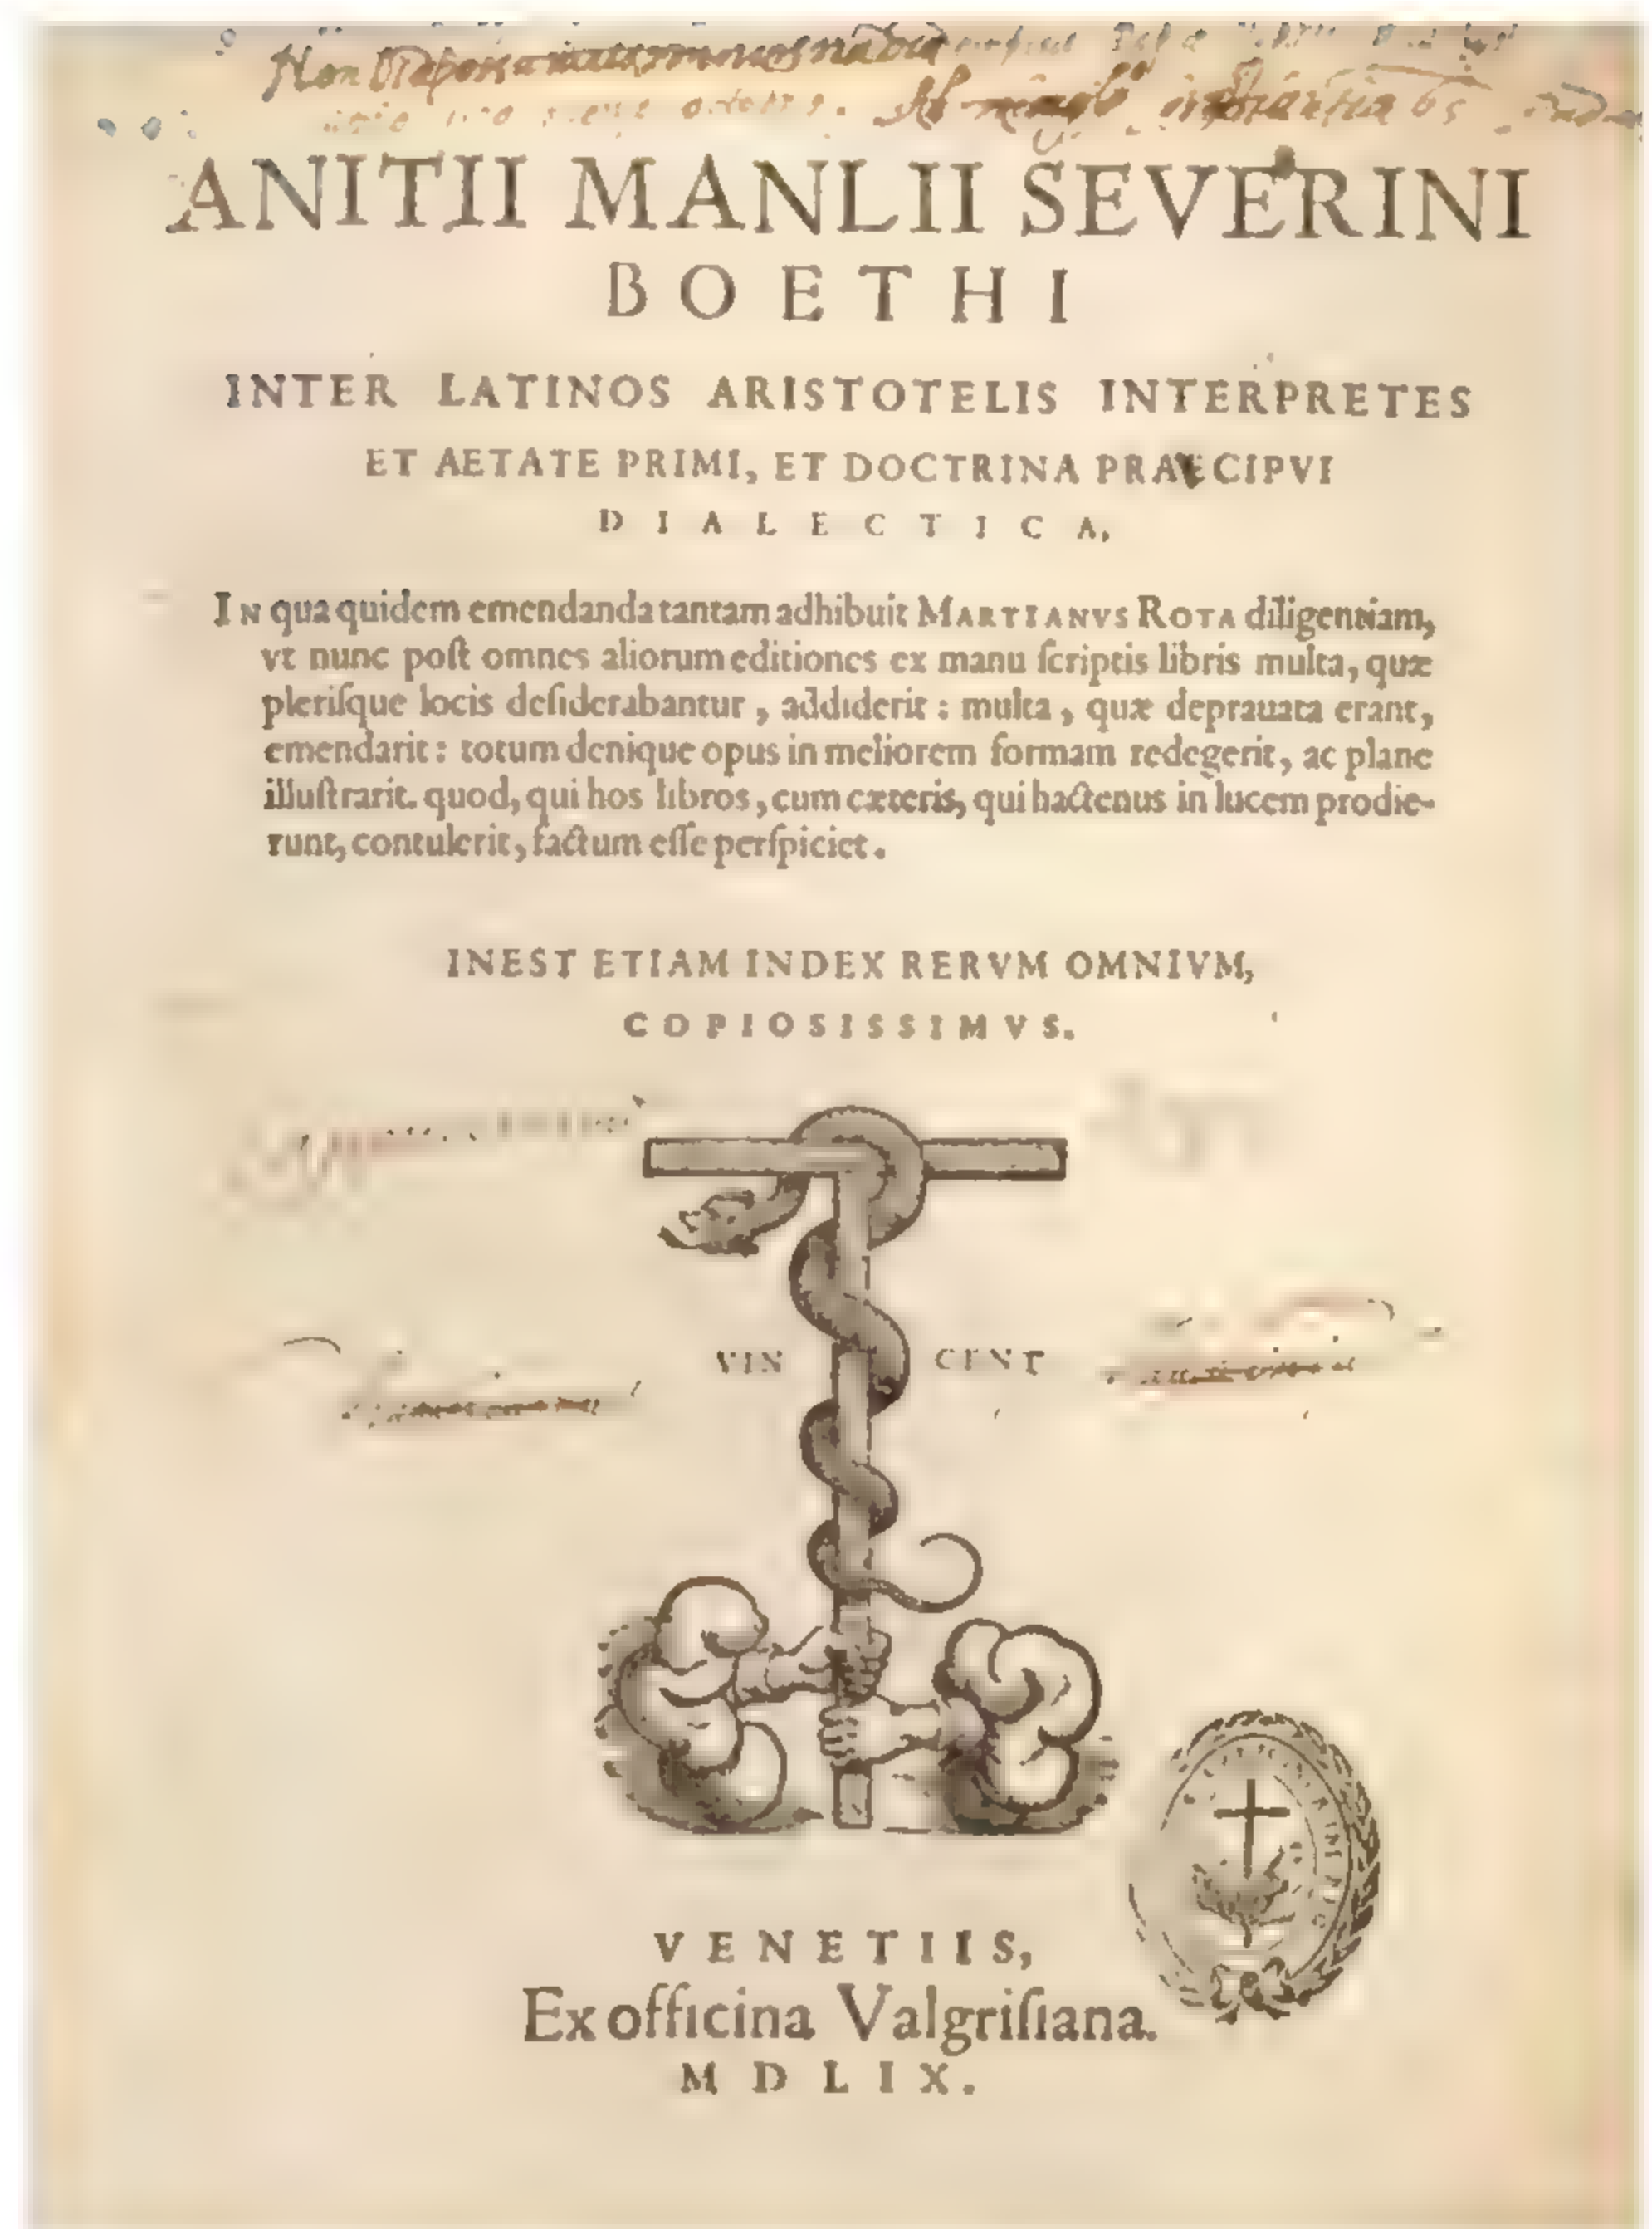 Non
ANITII MANLII SEVERINI
BOETHI
INTER LATINOS ARISTOTELIS INTERPRETES
ET AETATE PRIMI, ET DOCTRINA PRAECIPVI
DIALECTICA,
IN qua quidem emendanda tantam adhibuit MARTIANVS ROTA diligentiam,
vt nunc poſt omnes aliorum editiones ex manu ſcriptis libris multa, quæ
pleriſque locis deſiderabantur, addiderit: multa, quæ deprauata erant,
emendarit: totum denique opus in meliorem formam redegerit, ac plane
illuſtrarit. quod, qui hos libros, cum cæteris, qui hactenus in lucem prodie-
runt, contulerit, factum eſſe perſpiciet.
INEST ETIAM INDEX RERVM OMNIVM,
COPIOSISSIMVS.
VIN CENT
VENETIIS,
Ex officina Valgriſiana.
MDLIX.